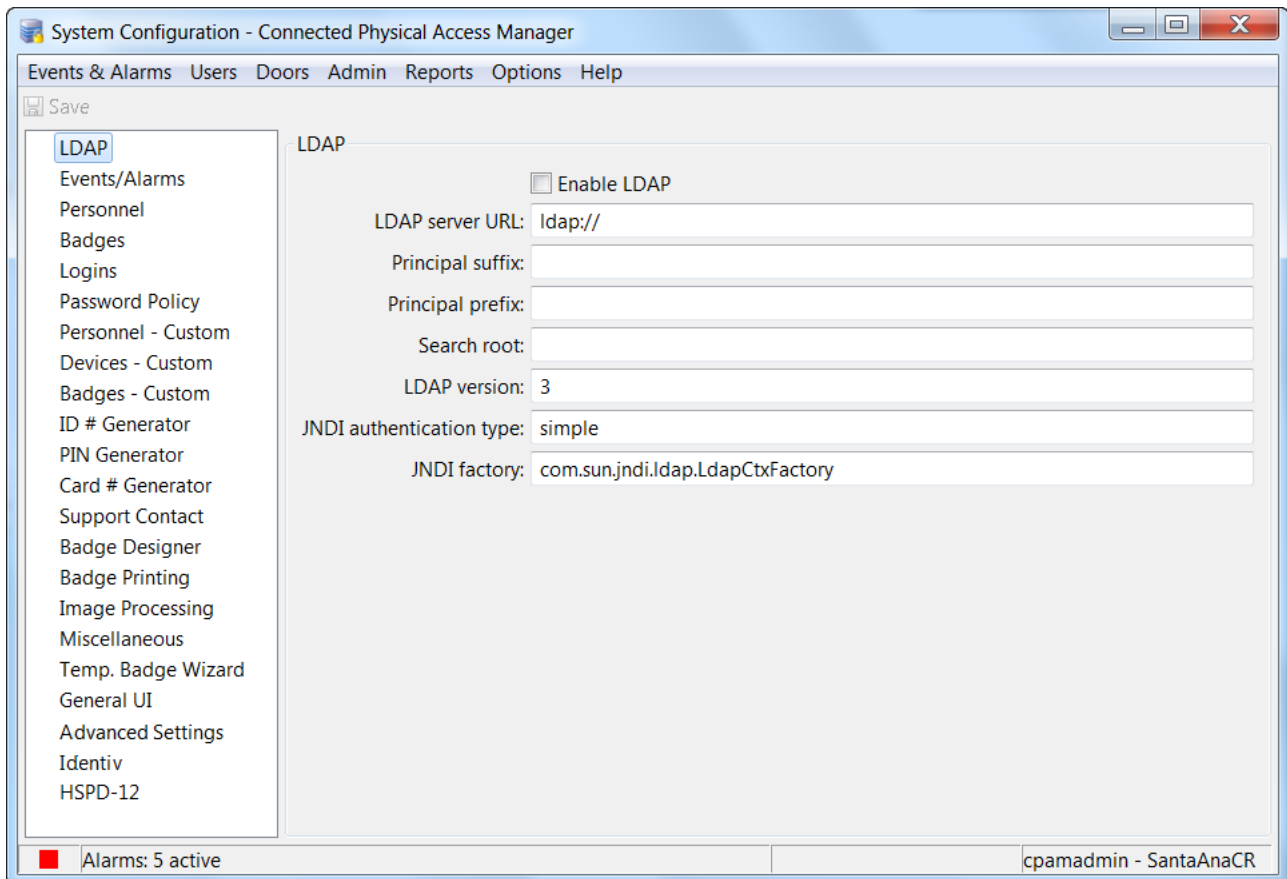 System Configuration - Connected Physical Access Manager
Events & Alarms Users Doors Admin Reports Options Help
Save
LDAP
Events/Alarms
Personnel
Badges
Logins
Password Policy
Personnel - Custom
Devices - Custom
Badges - Custom
ID # Generator
PIN Generator
Card # Generator
Support Contact
Badge Designer
Badge Printing
Image Processing
Miscellaneous
Temp. Badge Wizard
General UI
Advanced Settings
Identiv
HSPD-12
LDAP
Enable LDAP
LDAP server URL: ldap://
Principal suffix:
Principal prefix:
Search root:
LDAP version: 3
JNDI authentication type: simple
JNDI factory: com.sun.jndi.ldap.LdapCtxFactory
Alarms: 5 active
cpamadmin - SantaAnaCR